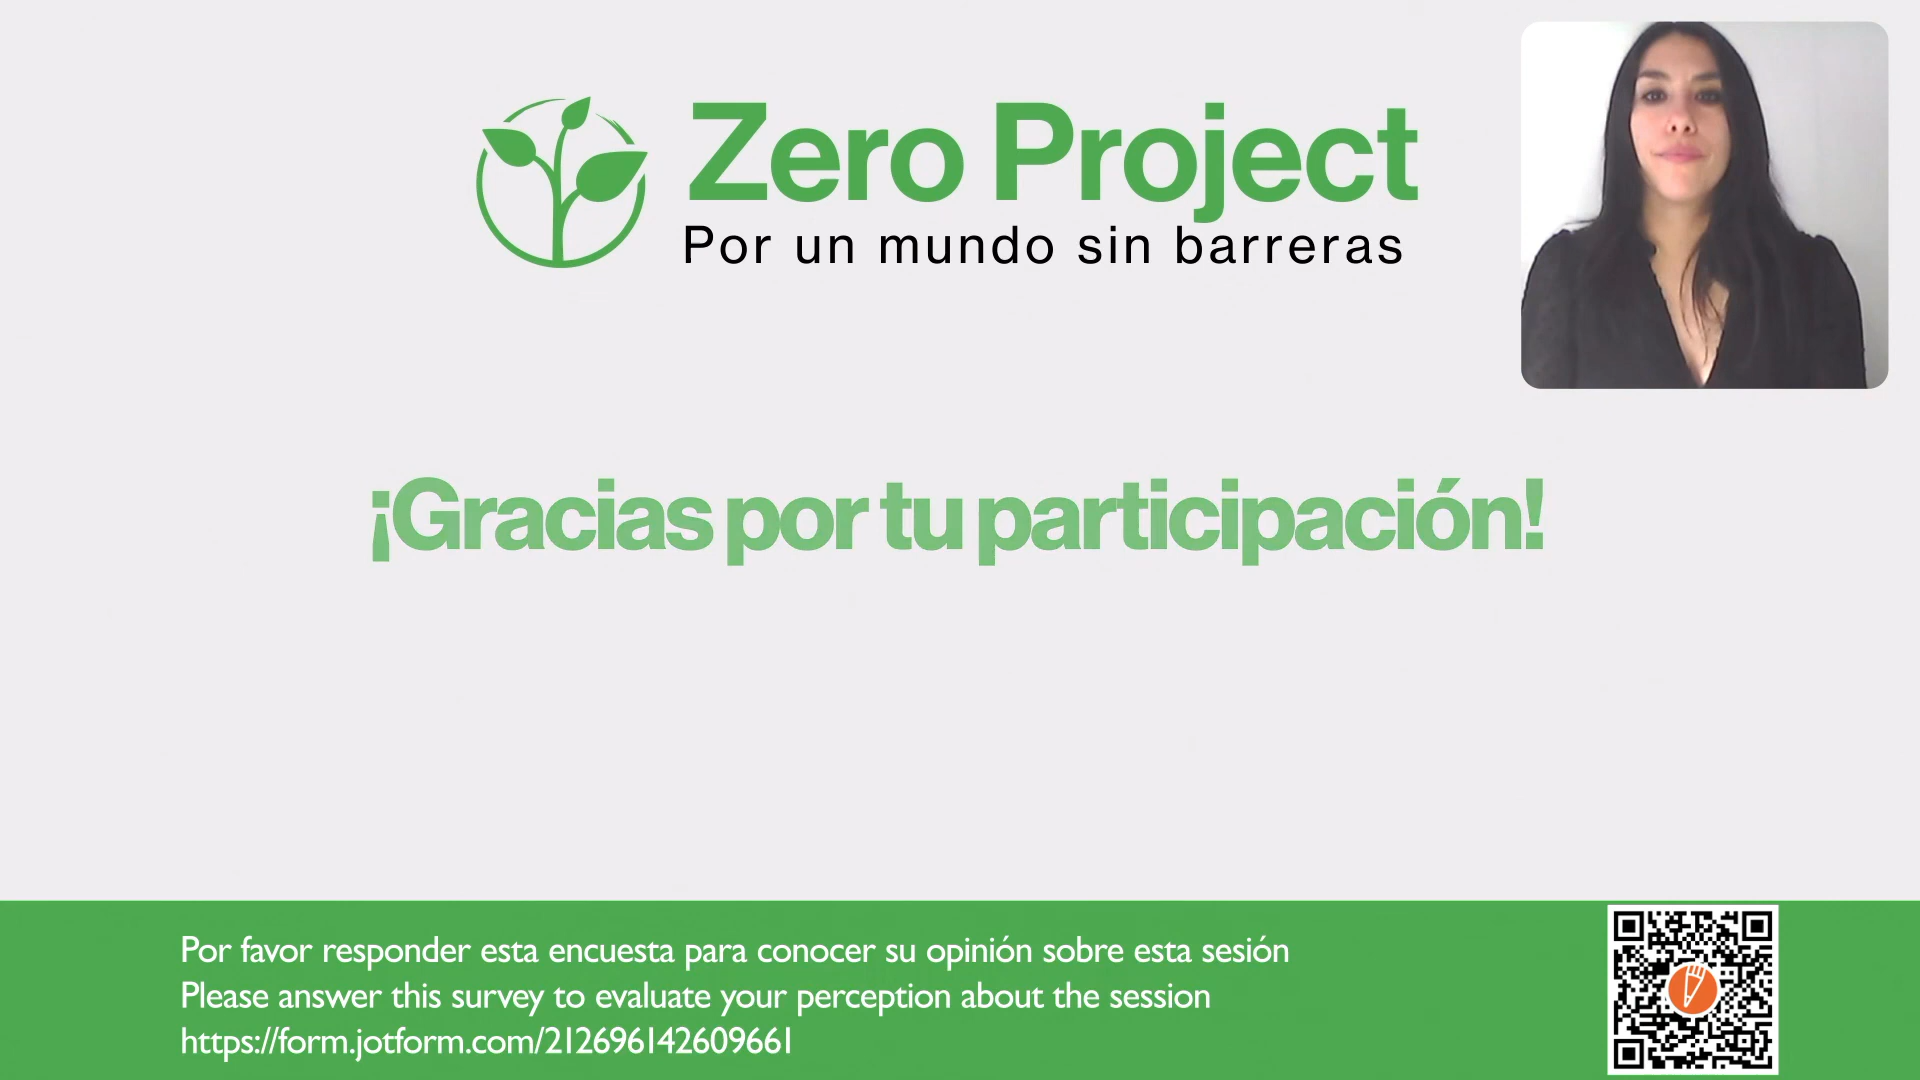 Zero Project
Por un mundo sin barreras
¡Gracias por tu participación!
Por favor responder esta encuesta para conocer su opinión sobre esta sesión
Please answer this survey to evaluate your perception about the session
https://form.jotform.com/212696142609661